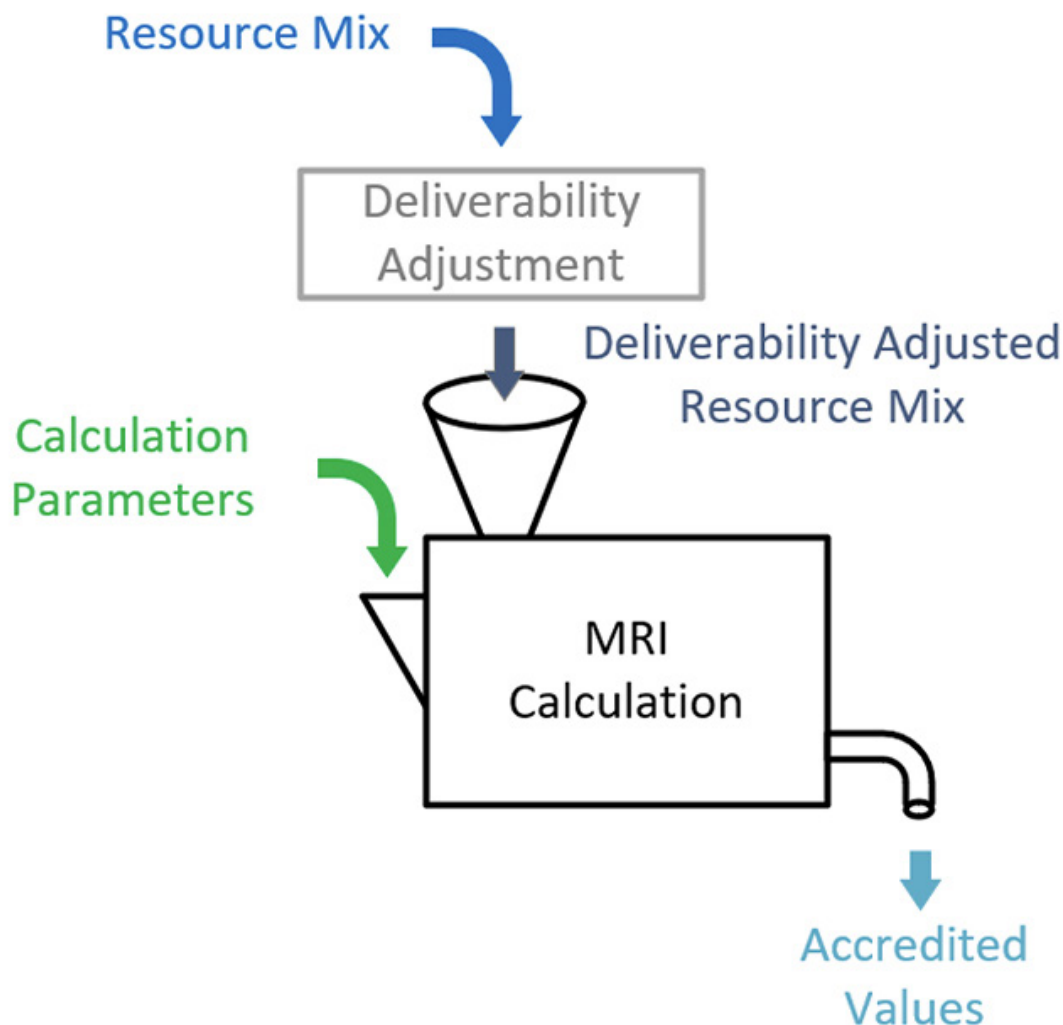 Resource Mix
Deliverability
Adjustment
Deliverability Adjusted
Resource Mix
Calculation
Parameters
MRI
Calculation
Accredited
Values